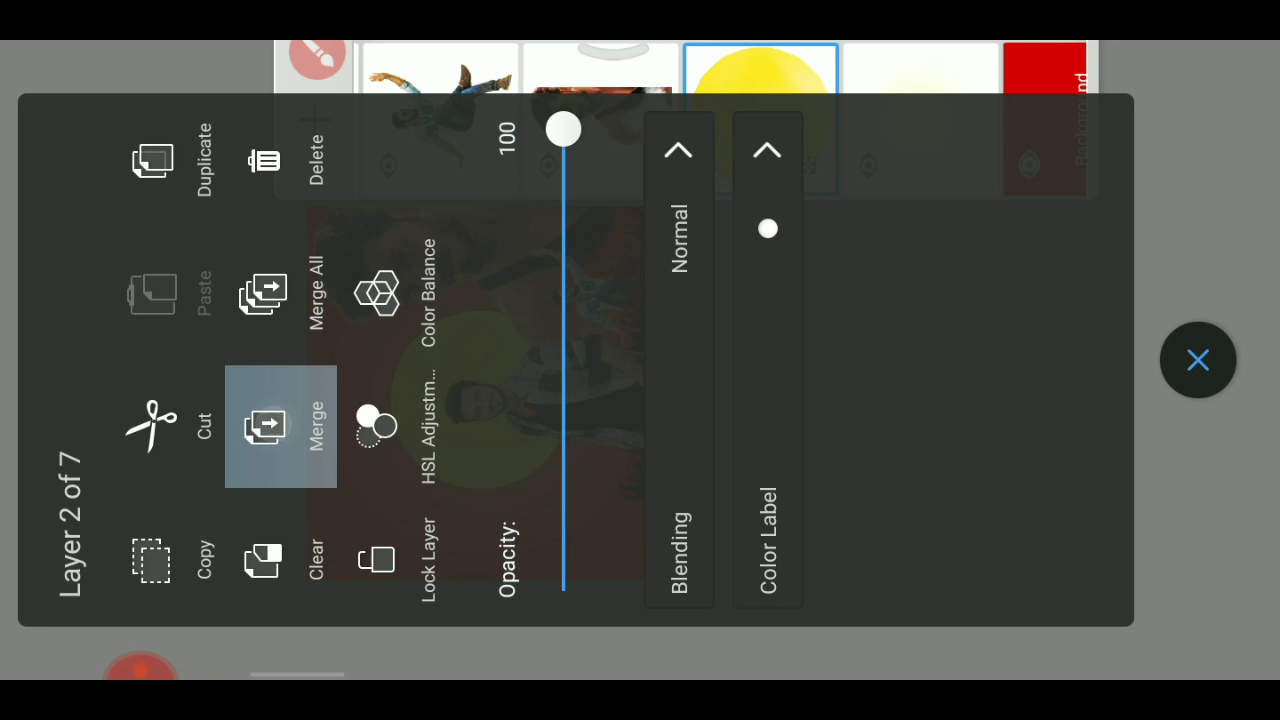 Layer 2 of 7
Copy
Cut
Paste
Duplicate
Clear
Merge
Merge All
Delete
Lock Layer
HSL Adjustm...
Color Balance
Opacity:
100
Blending
Normal
Color Label
Background